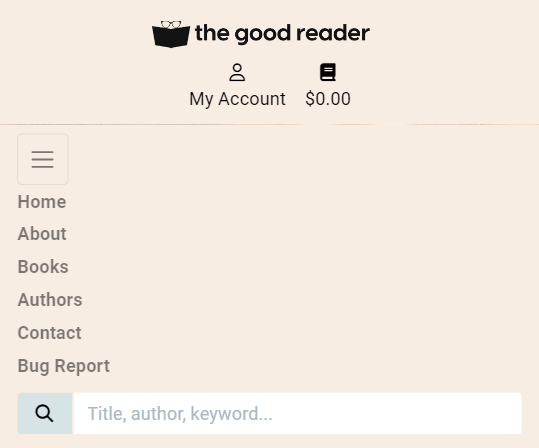 the good reader
My Account $0.00
Home
About
Books
Authors
Contact
Bug Report
Title, author, keyword...